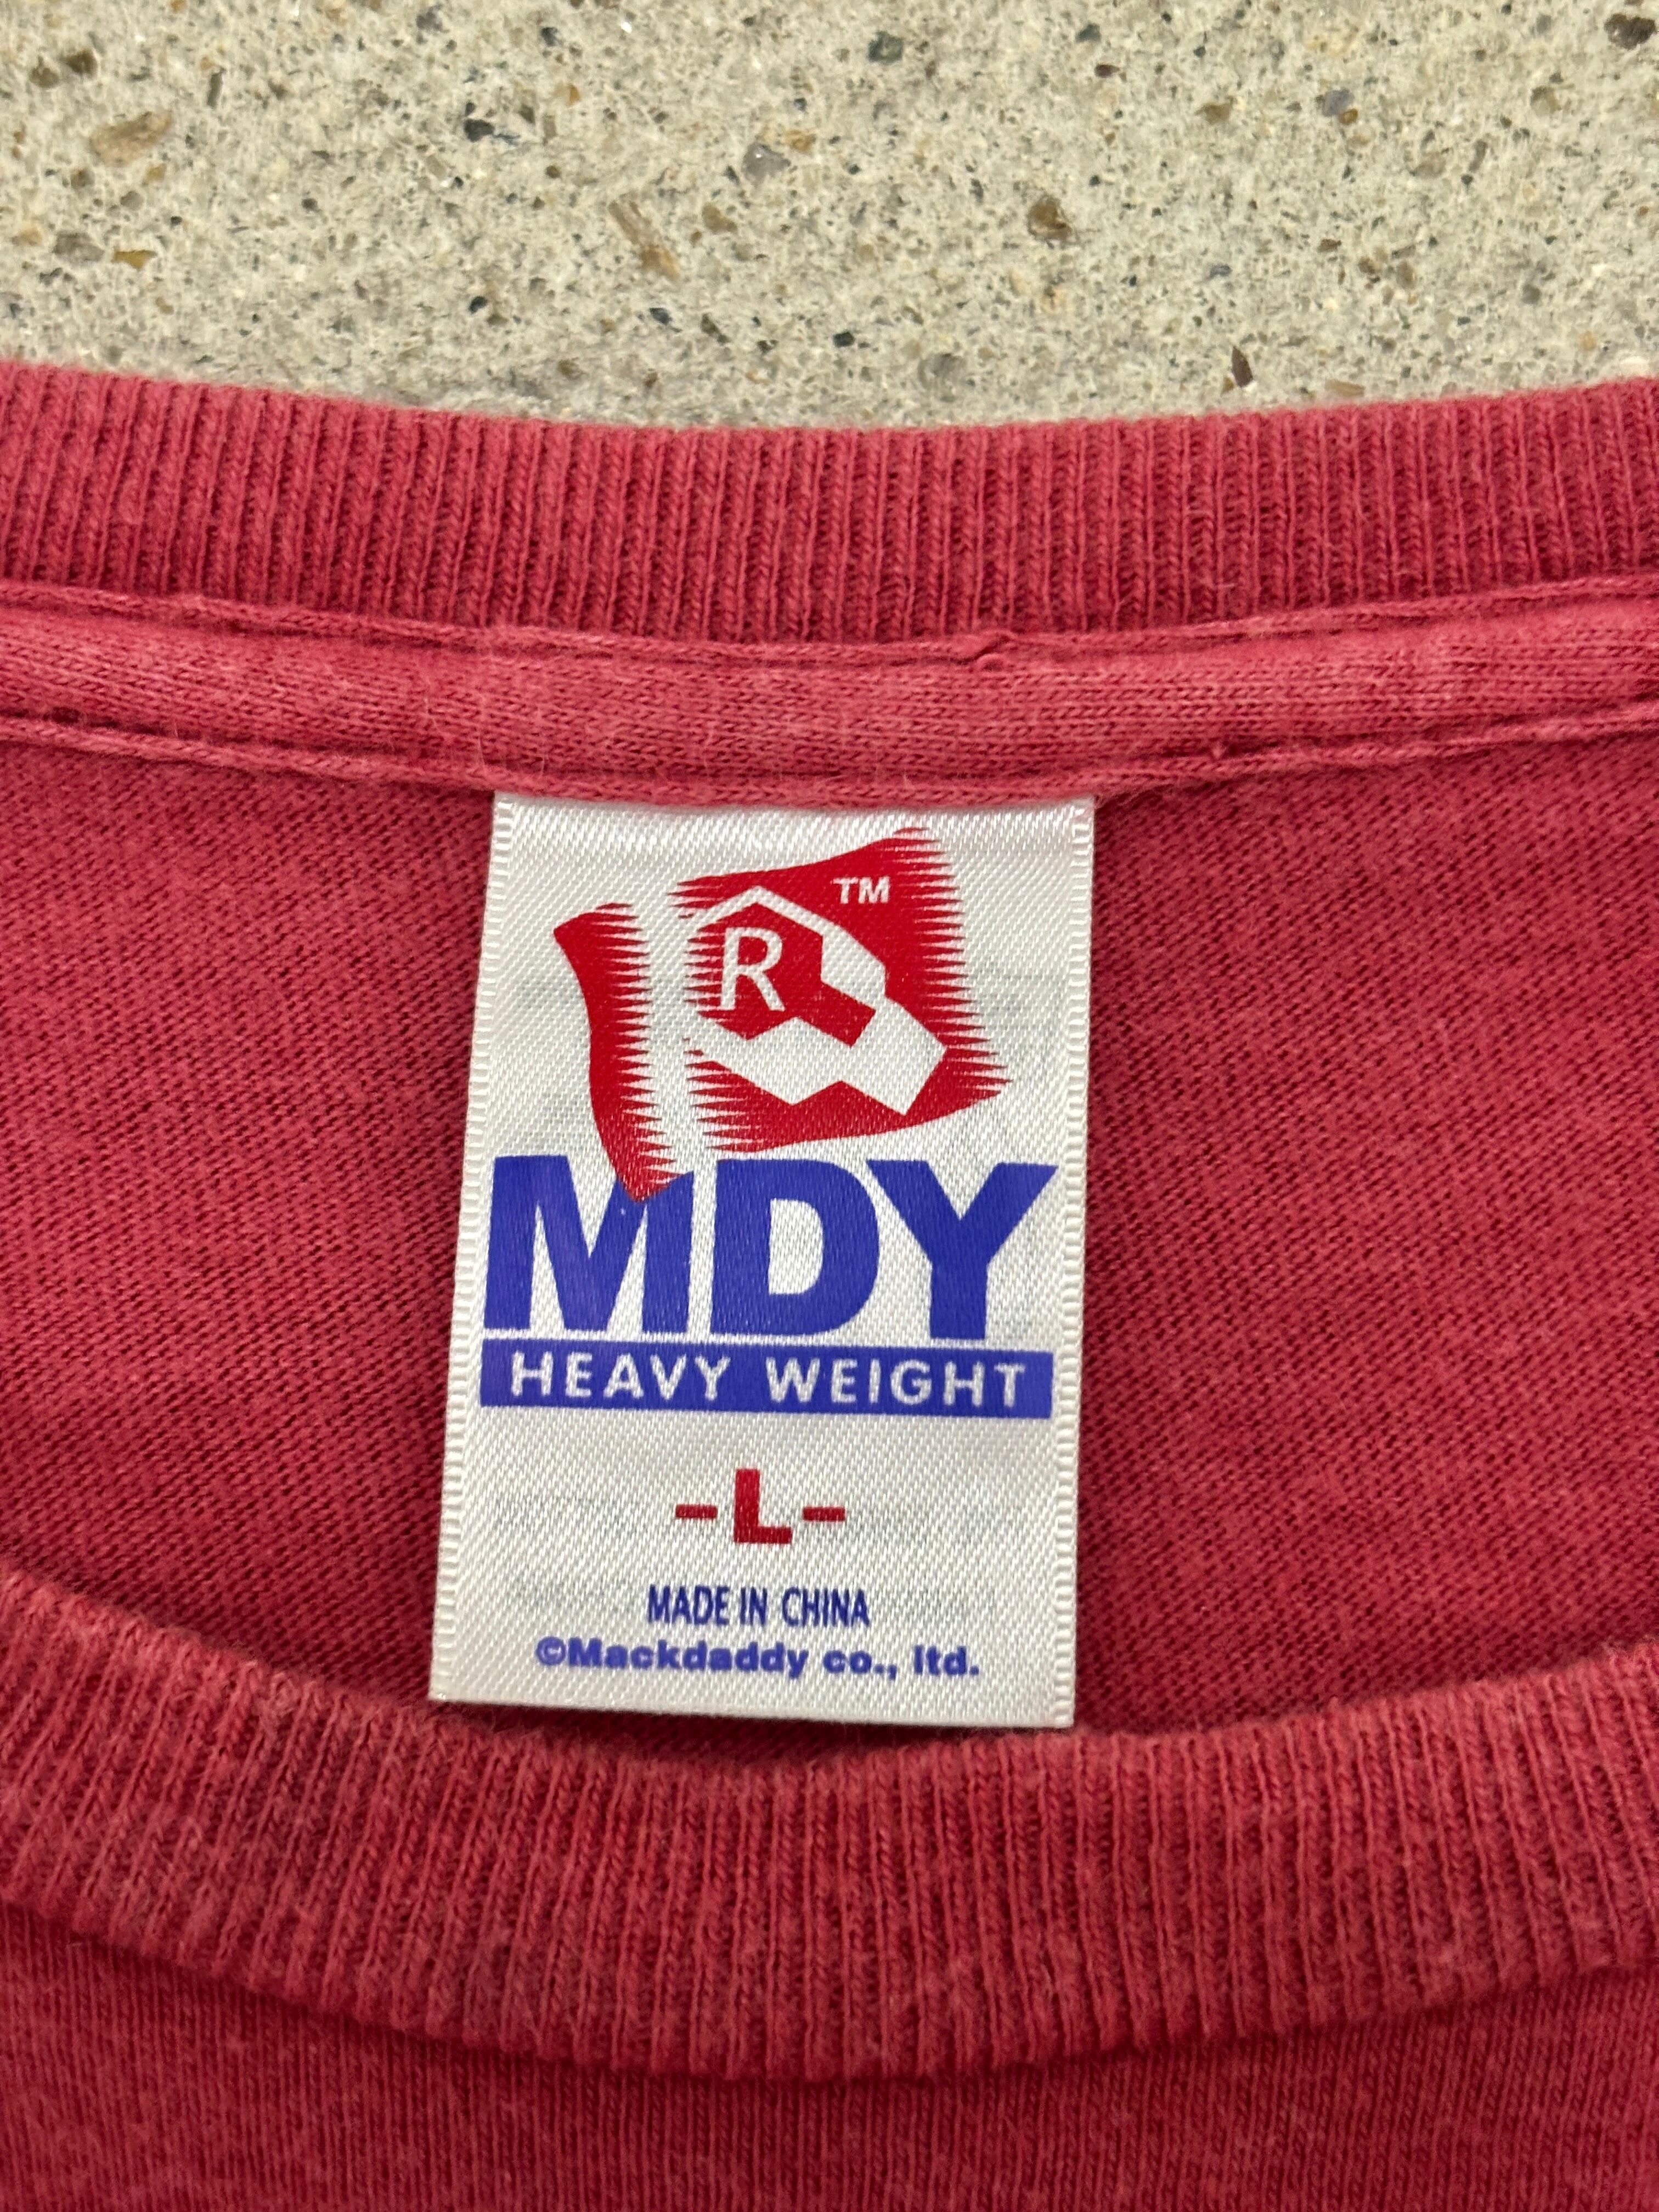 TM
R
MDY
HEAVY WEIGHT
-L-
MADE IN CHINA
©Mackdaddy co., ltd.